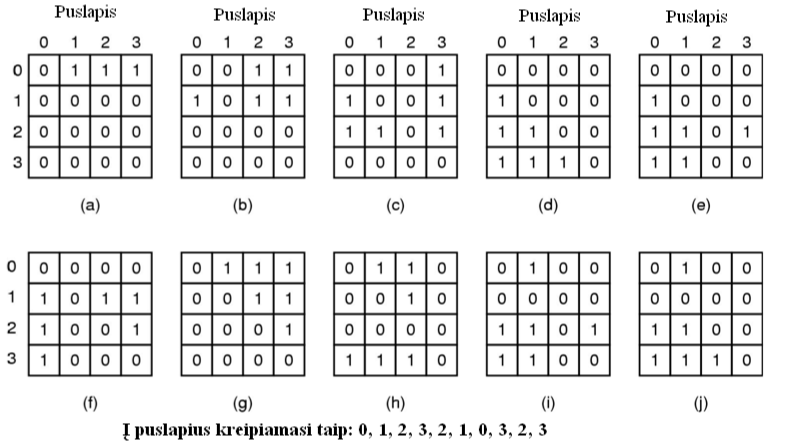 Puslapis Puslapis Puslapis Puslapis Puslapis
0 1 2 3 0 1 2 3 0 1 2 3 0 1 2 3 0 1 2 3
0 0 1 1 1 0 0 1 1 0 0 0 1 0 0 0 0 0 0 0 0
1 0 0 0 0 1 0 1 1 1 0 0 1 1 0 0 0 1 0 0 0
2 0 0 0 0 0 0 0 0 1 1 0 1 1 1 0 0 1 1 0 1
3 0 0 0 0 0 0 0 0 0 0 0 0 1 1 1 0 1 1 0 0
(a) (b) (c) (d) (e)
0 0 0 0 0 0 1 1 1 0 1 1 0 0 1 0 0 0 1 0 0
1 1 0 1 1 0 0 1 1 0 0 1 0 0 0 0 0 0 0 0 0
2 1 0 0 1 0 0 0 1 0 0 0 0 1 1 0 1 1 1 0 0
3 1 0 0 0 0 0 0 0 1 1 1 0 1 1 0 0 1 1 1 0
(f) (g) (h) (i) (j)
Į puslapius kreipiamasi taip: 0, 1, 2, 3, 2, 1, 0, 3, 2, 3